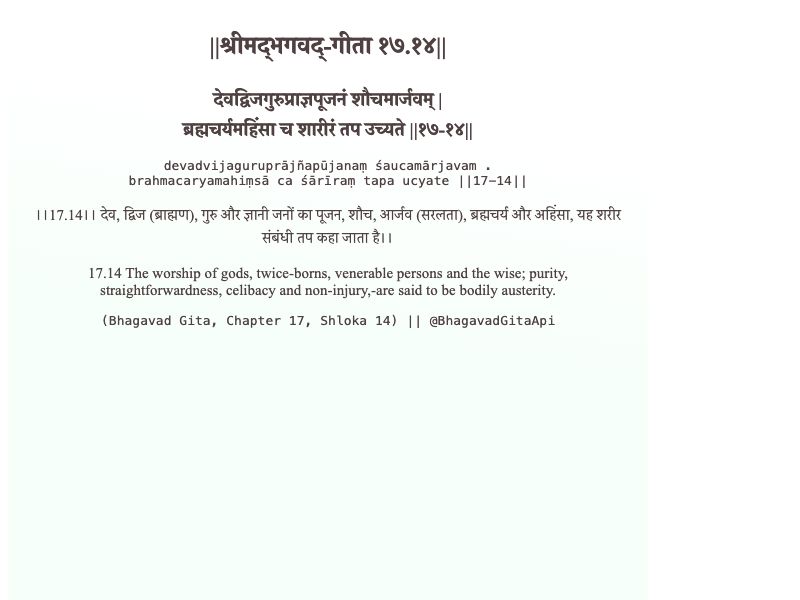 ||श्रीमद्‍भगवद्‍-गीता १७.१४||
देवद्विजगुरुप्राज्ञपूजनं शौचमार्जवम् |
ब्रह्मचर्यमहिंसा च शारीरं तप उच्यते ||१७-१४||
devadvijaguruprājñapūjanaṃ śaucamārjavam .
brahmacaryamahiṃsā ca śārīraṃ tapa ucyate ||17-14||
।।17.14।। देव, द्विज (ब्राह्मण), गुरु और ज्ञानी जनों का पूजन, शौच, आर्जव (सरलता), ब्रह्मचर्य और अहिंसा, यह शरीर
संबंधी तप कहा जाता है।।
17.14 The worship of gods, twice-borns, venerable persons and the wise; purity,
straightforwardness, celibacy and non-injury,-are said to be bodily austerity.
(Bhagavad Gita, Chapter 17, Shloka 14) || @BhagavadGitaApi